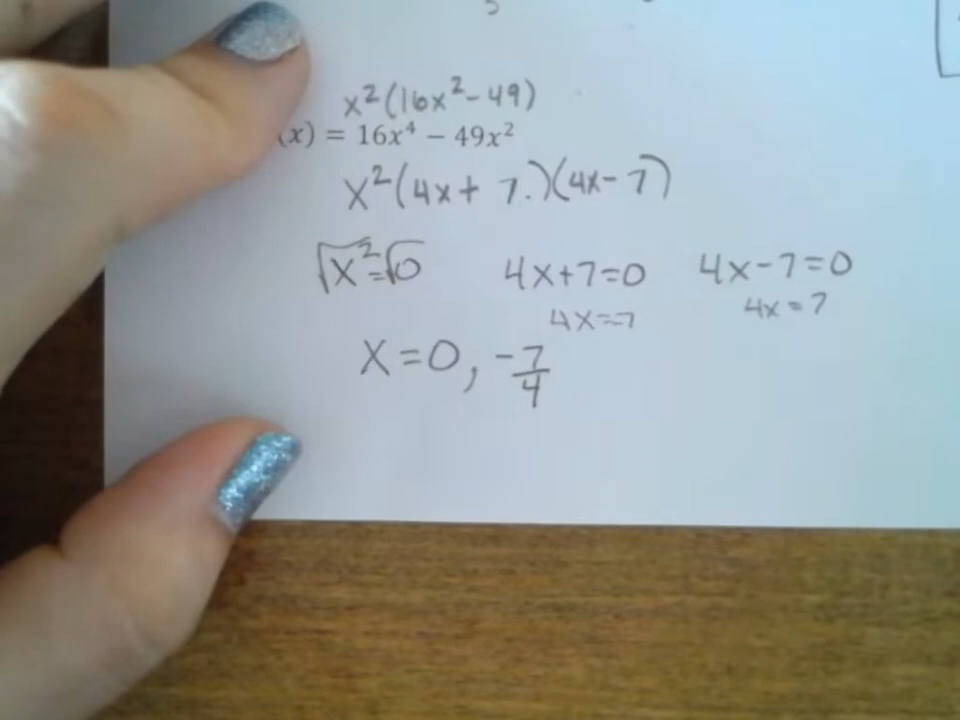 x²(16x²-49)
(x) = 16x⁴ − 49x²
x²(4x+ 7.)(4x-7)
√x²=√0 4x+7=0 4x-7=0
4x=-7 4x=7
x=0, -7/4